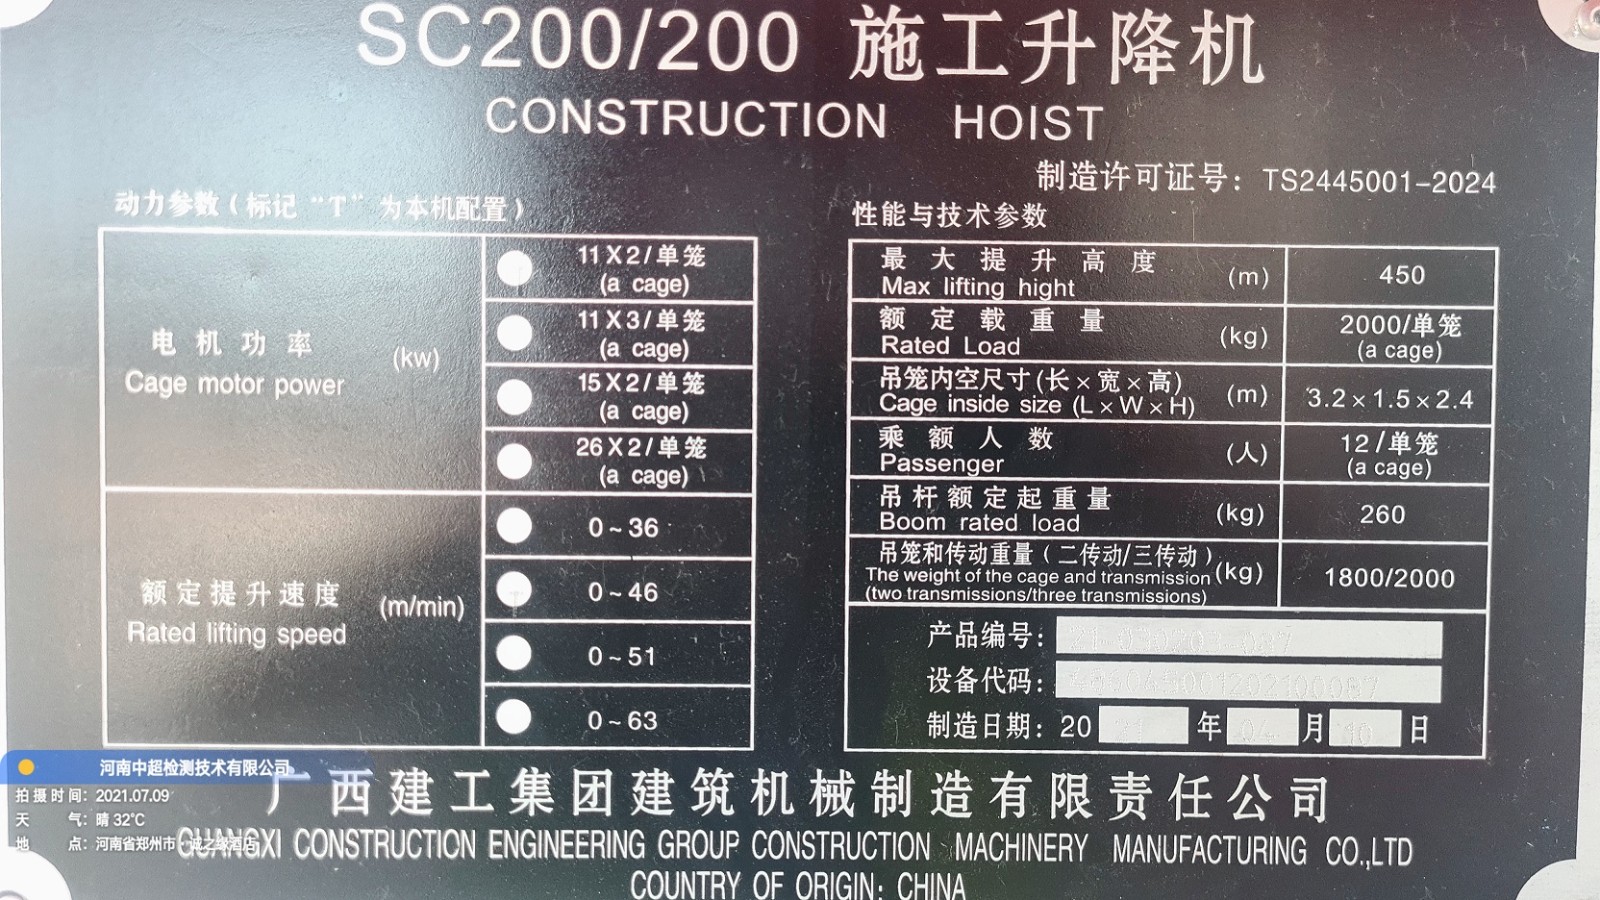 SC200/200 施工升降机
CONSTRUCTION HOIST
制造许可证号：TS2445001-2024
动力参数（标记“T”为本机配置）
电机功率 (kw)
Cage motor power
11X2/单笼
(a cage)
11X3/单笼
(a cage)
15X2/单笼
(a cage)
26X2/单笼
(a cage)
额定提升速度 (m/min)
Rated lifting speed
0~36
0~46
0~51
0~63
性能与技术参数
最大提升高度 (m) 450
Max lifting hight
额定载重量 (kg) 2000/单笼
Rated Load (a cage)
吊笼内空尺寸(长×宽×高) (m) 3.2×1.5×2.4
Cage inside size (L×W×H)
乘额人数 (人) 12/单笼
Passenger (a cage)
吊杆额定起重量 (kg) 260
Boom rated load
吊笼和传动重量（二传动/三传动） (kg) 1800/2000
The weight of the cage and transmission
(two transmissions/three transmissions)
产品编号：
设备代码：
制造日期：20 年 月 日
广西建工集团建筑机械制造有限责任公司
GUANGXI CONSTRUCTION ENGINEERING GROUP CONSTRUCTION MACHINERY MANUFACTURING CO.,LTD
COUNTRY OF ORIGIN: CHINA
河南中超检测技术有限公司
拍摄时间：2021.07.09
天 气：晴 32℃
地 点：河南省郑州市·诚之缘酒店